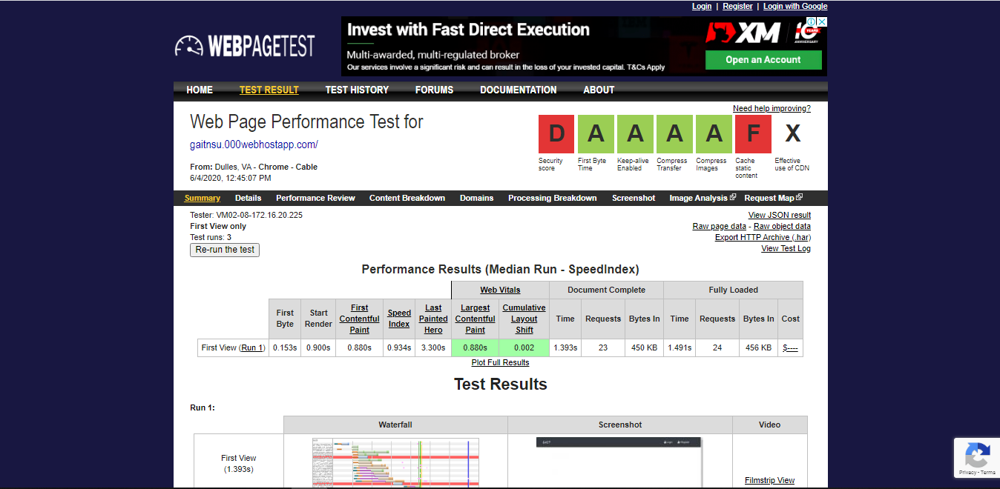 Login | Register | Login with Google
WEBPAGETEST
Invest with Fast Direct Execution
Multi-awarded, multi-regulated broker
Our services involve a significant risk and can result in the loss of your invested capital. T&Cs Apply
XM
10 YEARS
ANNIVERSARY
Open an Account
HOME TEST RESULT TEST HISTORY FORUMS DOCUMENTATION ABOUT
Need help improving?
Web Page Performance Test for
gaitnsu.000webhostapp.com/
From: Dulles, VA - Chrome - Cable
6/4/2020, 12:45:07 PM
D A A A A F X
Security score
First Byte Time
Keep-alive Enabled
Compress Transfer
Compress Images
Cache static content
Effective use of CDN
Summary Details Performance Review Content Breakdown Domains Processing Breakdown Screenshot Image Analysis Request Map
Tester: VM02-08-172.16.20.225
First View only
Test runs: 3
Re-run the test
View JSON result
Raw page data - Raw object data
Export HTTP Archive (.har)
View Test Log
Performance Results (Median Run - SpeedIndex)
Web Vitals Document Complete Fully Loaded
First Byte Start Render First Contentful Paint Speed Index Last Painted Hero Largest Contentful Paint Cumulative Layout Shift Time Requests Bytes In Time Requests Bytes In Cost
First View (Run 1) 0.153s 0.900s 0.880s 0.934s 3.300s 0.880s 0.002 1.393s 23 450 KB 1.491s 24 456 KB $----
Plot Full Results
Test Results
Run 1:
Waterfall Screenshot Video
First View
(1.393s)
Filmstrip View
Privacy - Terms